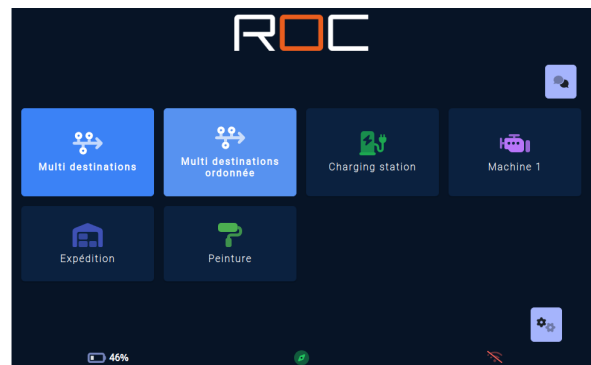 ROC
Multi destinations
Multi destinations
ordonnée
Charging station
Machine 1
Expédition
Peinture
46%